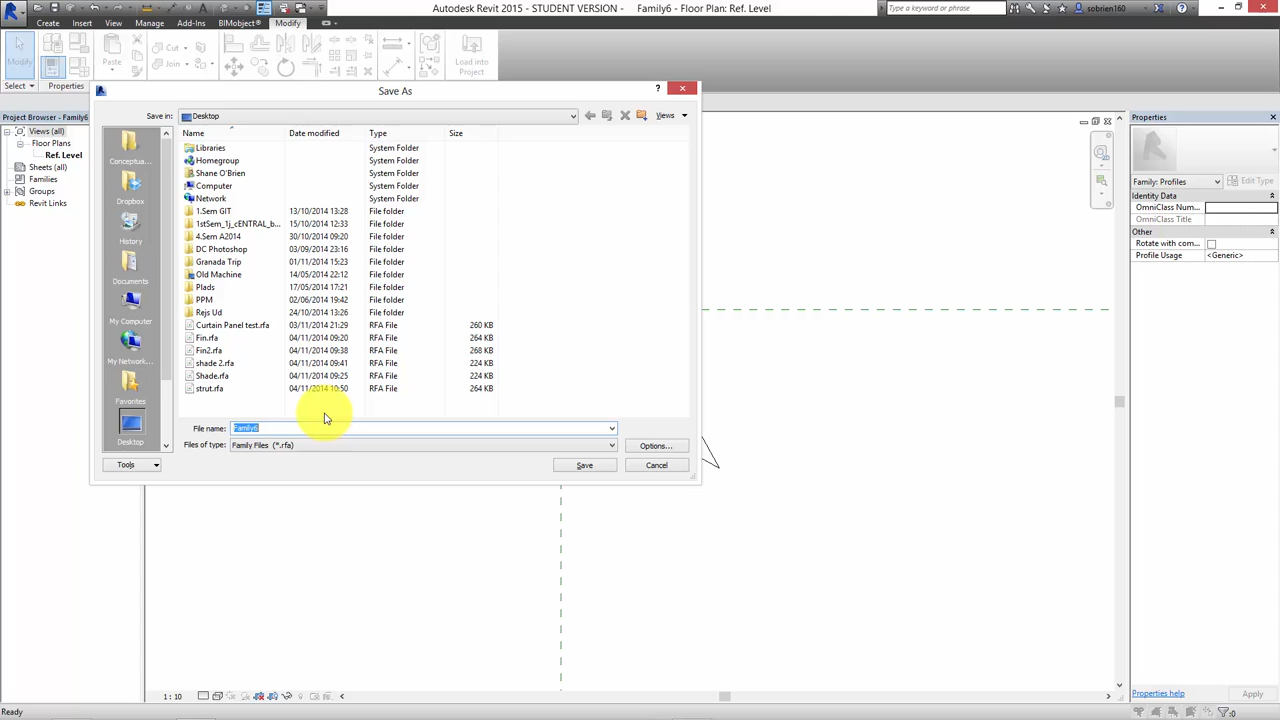 Autodesk Revit 2015 - STUDENT VERSION - Family6 - Floor Plan: Ref. Level
Type a keyword or phrase
sobrien160
Create Insert View Manage Add-Ins BIMobject® Modify
Modify
Paste
Cut
Join
Load into
Project
Select Properties
Project Browser - Family6
Views (all)
Floor Plans
Ref. Level
Sheets (all)
Families
Groups
Revit Links
Save As
Save in: Desktop Views
Name Date modified Type Size
Libraries System Folder
Homegroup System Folder
Shane O'Brien System Folder
Computer System Folder
Network System Folder
1.Sem GIT 13/10/2014 13:28 File folder
1stSem_1j_cENTRAL_b... 15/10/2014 12:33 File folder
4.Sem A2014 30/10/2014 09:20 File folder
DC Photoshop 03/09/2014 23:16 File folder
Granada Trip 01/11/2014 15:23 File folder
Old Machine 14/05/2014 22:12 File folder
Plads 17/05/2014 17:21 File folder
PPM 02/06/2014 19:42 File folder
Rejs Ud 24/10/2014 13:26 File folder
Curtain Panel test.rfa 03/11/2014 21:29 RFA File 260 KB
Fin.rfa 04/11/2014 09:20 RFA File 264 KB
Fin2.rfa 04/11/2014 09:38 RFA File 268 KB
shade 2.rfa 04/11/2014 09:41 RFA File 224 KB
Shade.rfa 04/11/2014 09:25 RFA File 224 KB
strut.rfa 04/11/2014 10:50 RFA File 264 KB
Conceptua...
Dropbox
History
Documents
My Computer
My Network...
Favorites
Desktop
File name: Family6
Files of type: Family Files (*.rfa) Options...
Tools Save Cancel
Properties
Family: Profiles Edit Type
Identity Data
OmniClass Num...
OmniClass Title
Other
Rotate with com...
Profile Usage <Generic>
Properties help Apply
1 : 10
Ready
:0